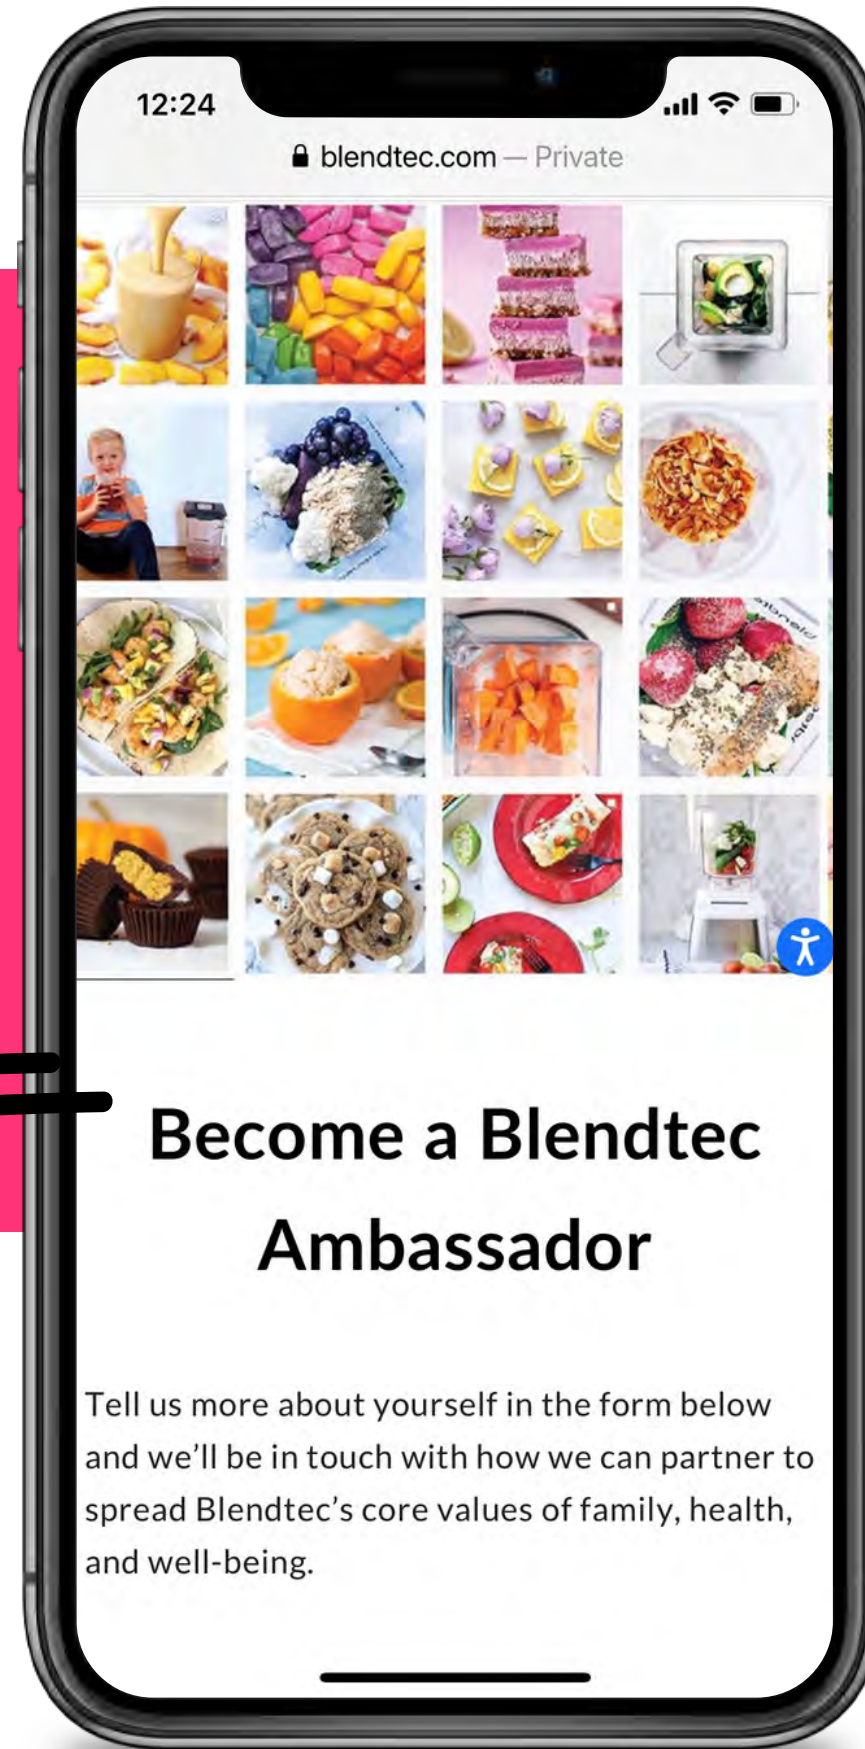 12:24
blendtec.com — Private
Become a Blendtec
Ambassador
Tell us more about yourself in the form below
and we’ll be in touch with how we can partner to
spread Blendtec’s core values of family, health,
and well-being.